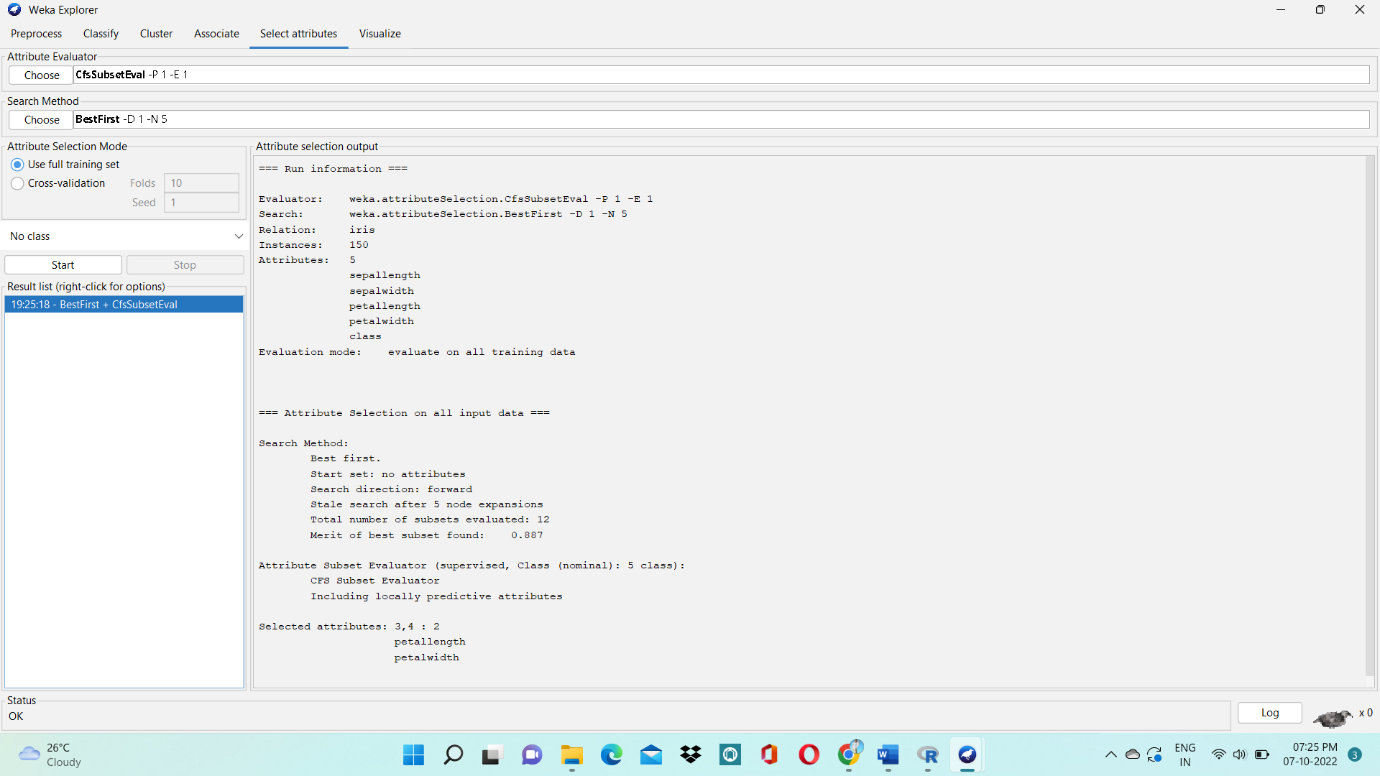 Weka Explorer
Preprocess Classify Cluster Associate Select attributes Visualize
Attribute Evaluator
Choose CfsSubsetEval -P 1 -E 1
Search Method
Choose BestFirst -D 1 -N 5
Attribute Selection Mode
Use full training set
Cross-validation Folds 10
Seed 1
No class
Start Stop
Result list (right-click for options)
19:25:18 - BestFirst + CfsSubsetEval
Attribute selection output
=== Run information ===
Evaluator: weka.attributeSelection.CfsSubsetEval -P 1 -E 1
Search: weka.attributeSelection.BestFirst -D 1 -N 5
Relation: iris
Instances: 150
Attributes: 5
sepallength
sepalwidth
petallength
petalwidth
class
Evaluation mode: evaluate on all training data
=== Attribute Selection on all input data ===
Search Method:
Best first.
Start set: no attributes
Search direction: forward
Stale search after 5 node expansions
Total number of subsets evaluated: 12
Merit of best subset found: 0.887
Attribute Subset Evaluator (supervised, Class (nominal): 5 class):
CFS Subset Evaluator
Including locally predictive attributes
Selected attributes: 3,4 : 2
petallength
petalwidth
Status
OK
Log x 0
26°C
Cloudy
ENG
IN
07:25 PM
07-10-2022
3